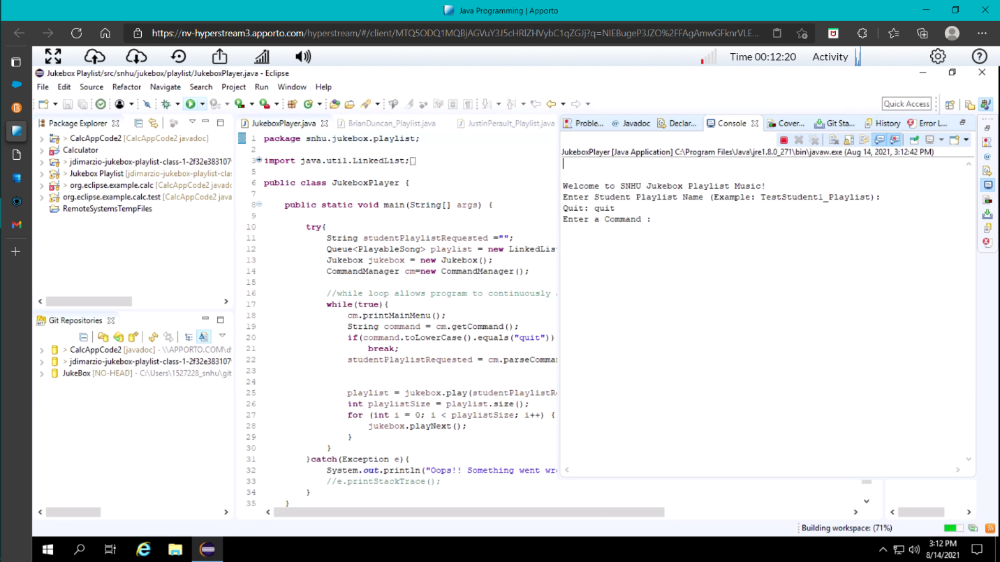 Java Programming | Apporto
https://nv-hyperstream3.apporto.com/hyperstream/#/client/MTQ5ODQ1MQBjAGVuY3J5cHRlZHVybC1qZGJj?q=NIEBugeP3JZO%2FFAgAmwGFknrVLE...
Time 00:12:20 Activity
Jukebox Playlist/src/snhu/jukebox/playlist/JukeboxPlayer.java - Eclipse
File Edit Source Refactor Navigate Search Project Run Window Help
Quick Access
Package Explorer
> CalcAppCode2 [CalcAppCode2 javadoc]
Calculator
> jdimarzio-jukebox-playlist-class-1-2f32e383107
> Jukebox Playlist [jukebox-playlist-clas
> org.eclipse.example.calc [CalcAppCode2 javado
org.eclipse.example.calc.test [CalcAppCode2 java
RemoteSystemsTempFiles
Git Repositories
> CalcAppCode2 [javadoc] - \\APPORTO.COM\d
> jdimarzio-jukebox-playlist-class-1-2f32e383107
JukeBox [NO-HEAD] - C:\Users\1527228_snhu\git
JukeboxPlayer.java BrianDuncan_Playlist.java JustinPerault_Playlist.java
1 package snhu.jukebox.playlist;
2
3 import java.util.LinkedList;
5
6 public class JukeboxPlayer {
7
8 public static void main(String[] args) {
9
10 try{
11 String studentPlaylistRequested ="";
12 Queue<PlayableSong> playlist = new LinkedLis
13 Jukebox jukebox = new Jukebox();
14 CommandManager cm=new CommandManager();
15
16 //while loop allows program to continuously
17 while(true){
18 cm.printMainMenu();
19 String command = cm.getCommand();
20 if(command.toLowerCase().equals("quit"))
21 break;
22 studentPlaylistRequested = cm.parseComma
23
24
25 playlist = jukebox.play(studentPlaylistR
26 int playlistSize = playlist.size();
27 for (int i = 0; i < playlistSize; i++) {
28 jukebox.playNext();
29 }
30 }
31 }catch(Exception e){
32 System.out.println("Oops!! Something went wr
33 //e.printStackTrace();
34 }
35 }
Proble... Javadoc Declar... Console Cover... Git Sta... History Error L...
JukeboxPlayer [Java Application] C:\Program Files\Java\jre1.8.0_271\bin\javaw.exe (Aug 14, 2021, 3:12:42 PM)
Welcome to SNHU Jukebox Playlist Music!
Enter Student Playlist Name (Example: TestStudent1_Playlist):
Quit: quit
Enter a Command :
Building workspace: (71%)
3:12 PM
8/14/2021